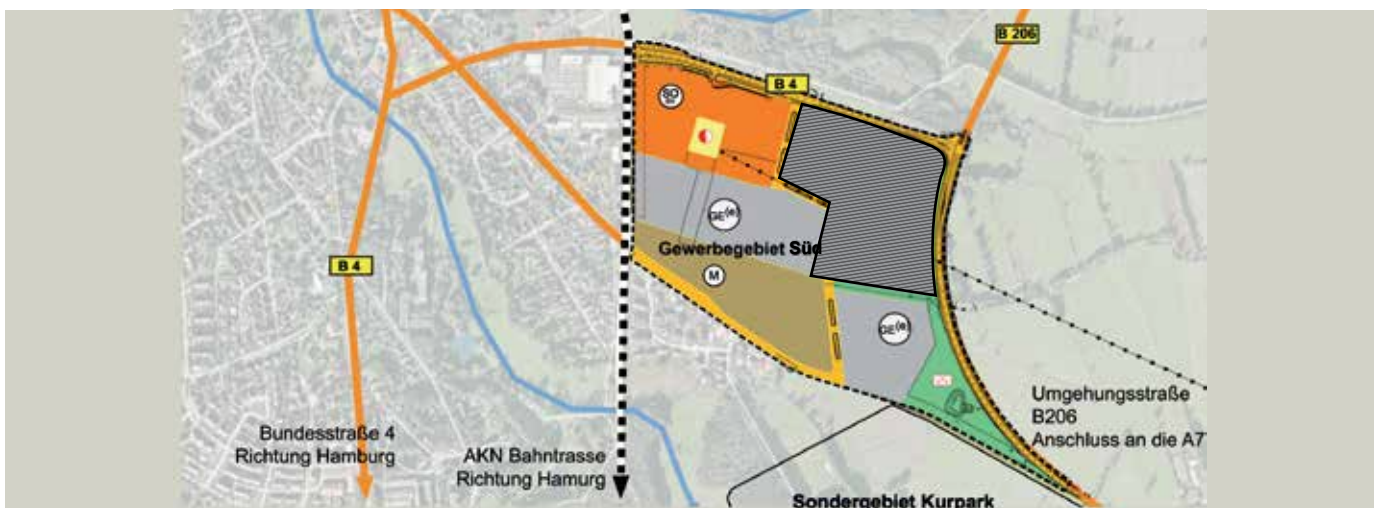 B 206
B 4
SO
GE(e)
Gewerbegebiet Süd
B 4
M
GE(e)
Umgehungsstraße
B206
Anschluss an die A7
Bundesstraße 4
Richtung Hamburg
AKN Bahntrasse
Richtung Hamurg
Sondergebiet Kurpark